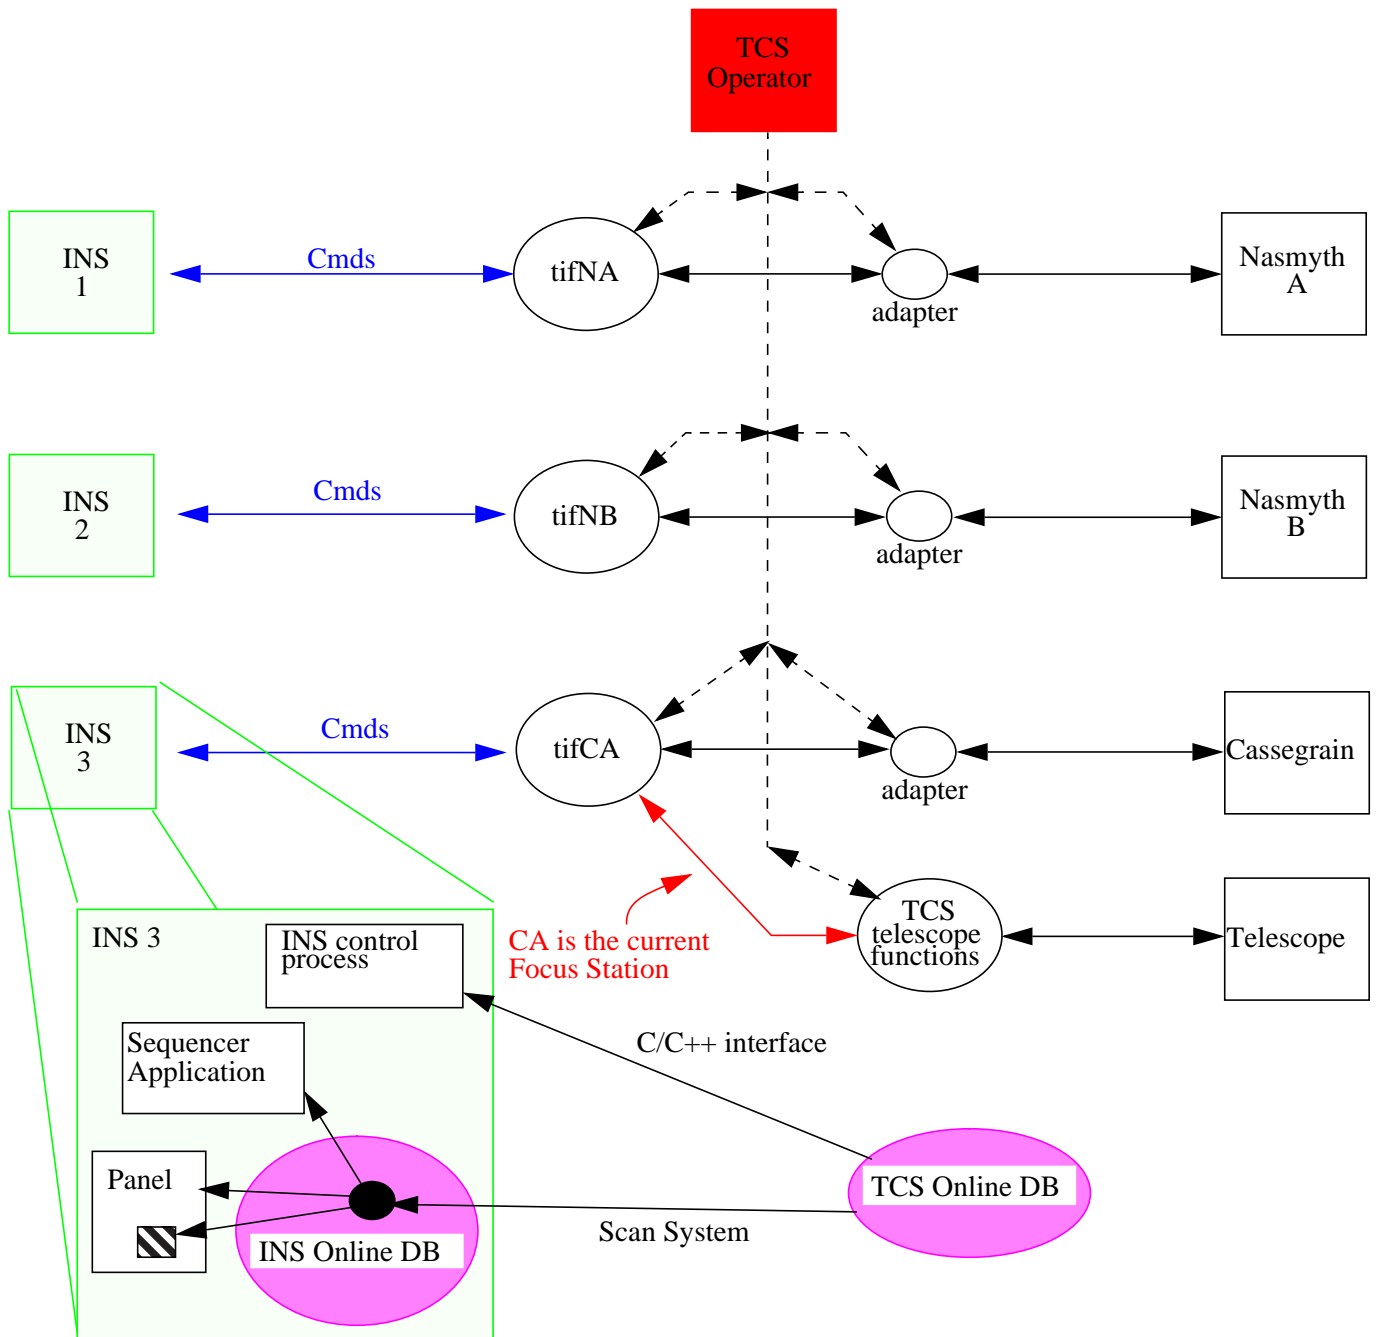 TCS
Operator
INS
1
Cmds
tifNA
adapter
Nasmyth
A
INS
2
Cmds
tifNB
adapter
Nasmyth
B
INS
3
Cmds
tifCA
adapter
Cassegrain
CA is the current
Focus Station
TCS
telescope
functions
Telescope
INS 3
INS control
process
Sequencer
Application
C/C++ interface
Panel
INS Online DB
Scan System
TCS Online DB